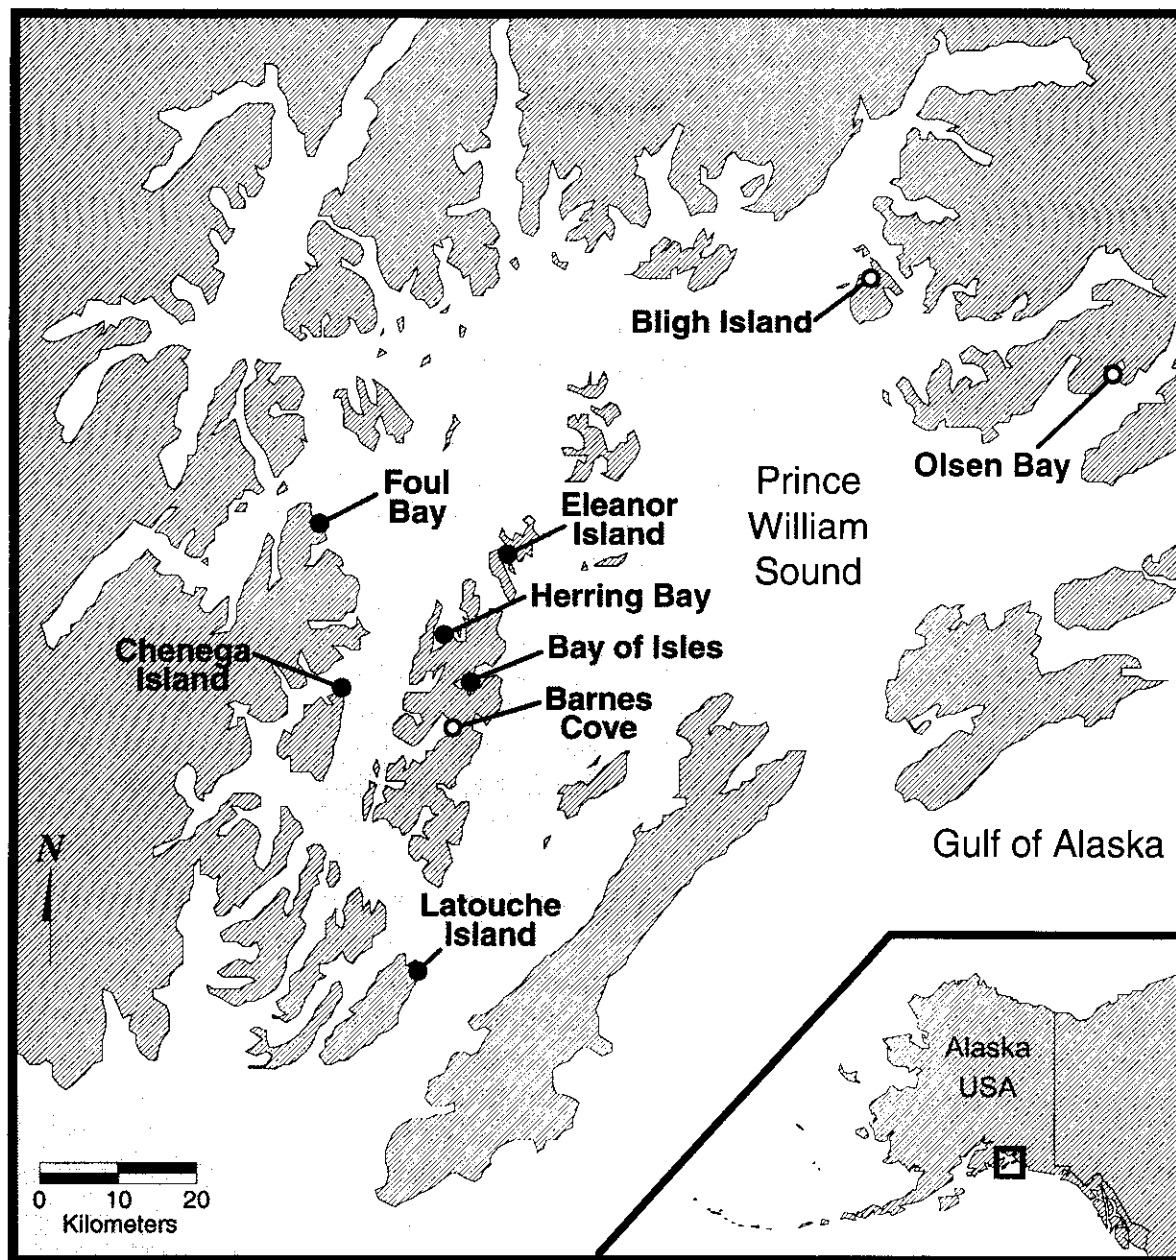 Bligh Island
Olsen Bay
Foul
Bay
Eleanor
Island
Prince
William
Sound
Herring Bay
Chenega
Island
Bay of Isles
Barnes
Cove
Gulf of Alaska
N
Latouche
Island
Alaska
USA
0 10 20
Kilometers